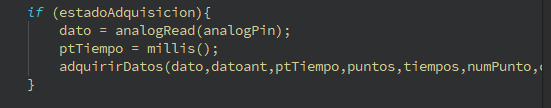 if (estadoAdquisicion){
dato = analogRead(analogPin);
ptTiempo = millis();
adquirirDatos(dato,datoant,ptTiempo,puntos,tiempos,numPunto,
}